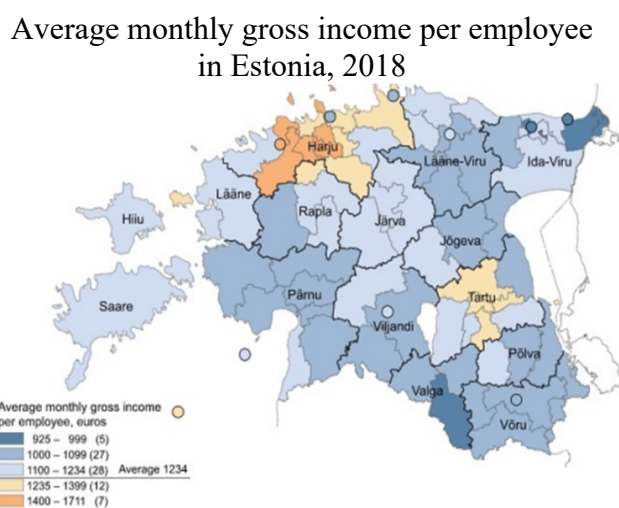 Average monthly gross income per employee
in Estonia, 2018
Harju
Lääne-Viru
Ida-Viru
Lääne
Hiiu
Rapla
Järva
Jõgeva
Saare
Pärnu
Tartu
Viljandi
Põlva
Valga
Võru
Average monthly gross income
per employee, euros
925 – 999 (5)
1000 – 1099 (27)
1100 – 1234 (28) Average 1234
1235 – 1399 (12)
1400 – 1711 (7)